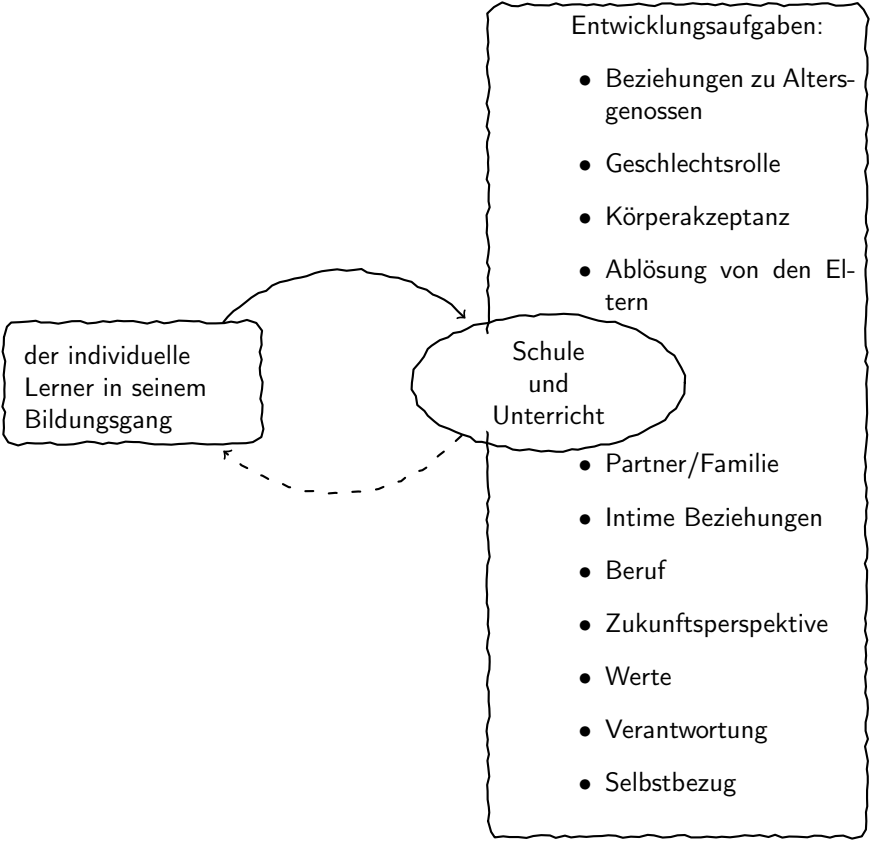 Entwicklungsaufgaben:
• Beziehungen zu Alters-
genossen
• Geschlechtsrolle
• Körperakzeptanz
• Ablösung von den El-
tern
der individuelle
Lerner in seinem
Bildungsgang
Schule
und
Unterricht
• Partner/Familie
• Intime Beziehungen
• Beruf
• Zukunftsperspektive
• Werte
• Verantwortung
• Selbstbezug